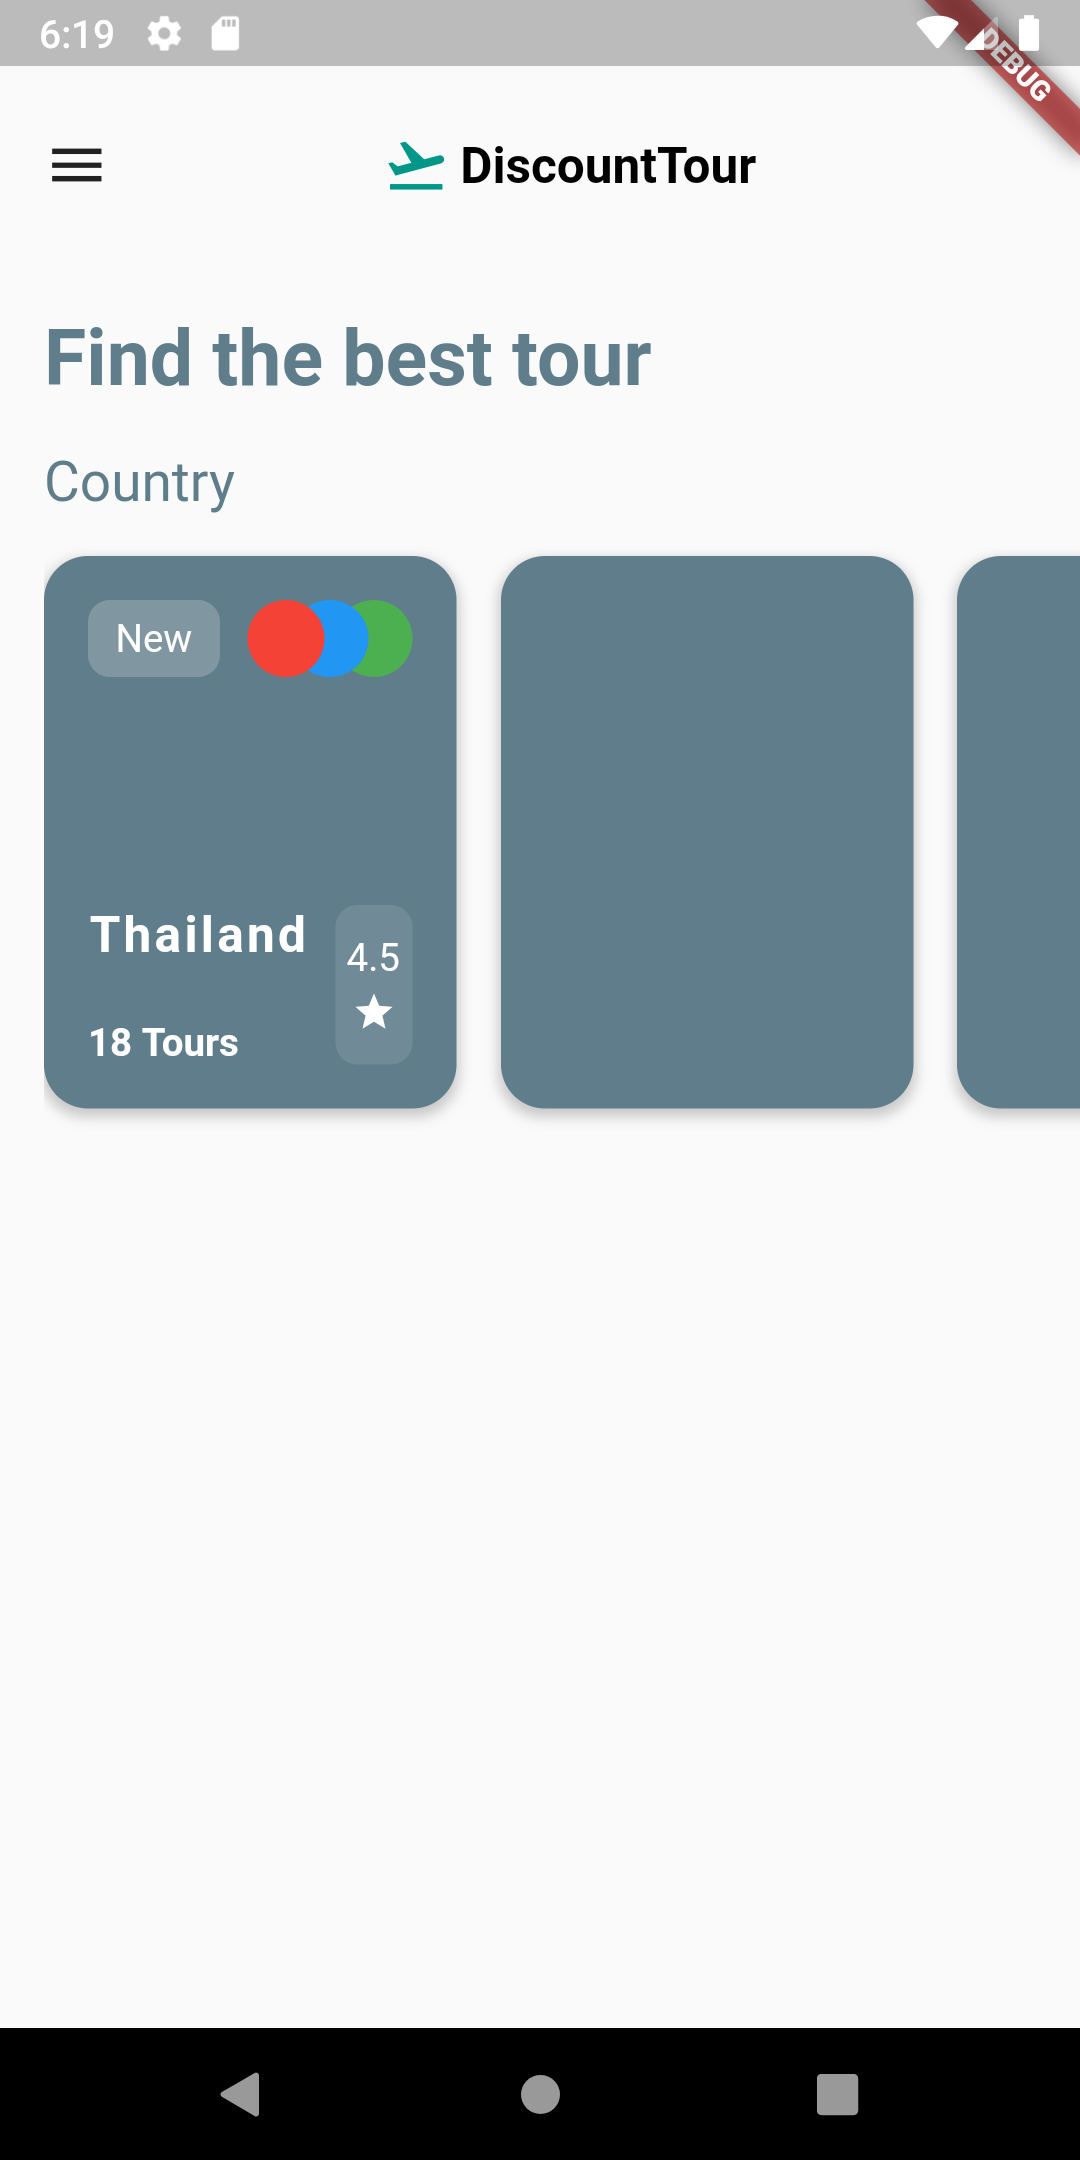 6:19
DEBUG
DiscountTour
Find the best tour
Country
New
Thailand
4.5
18 Tours